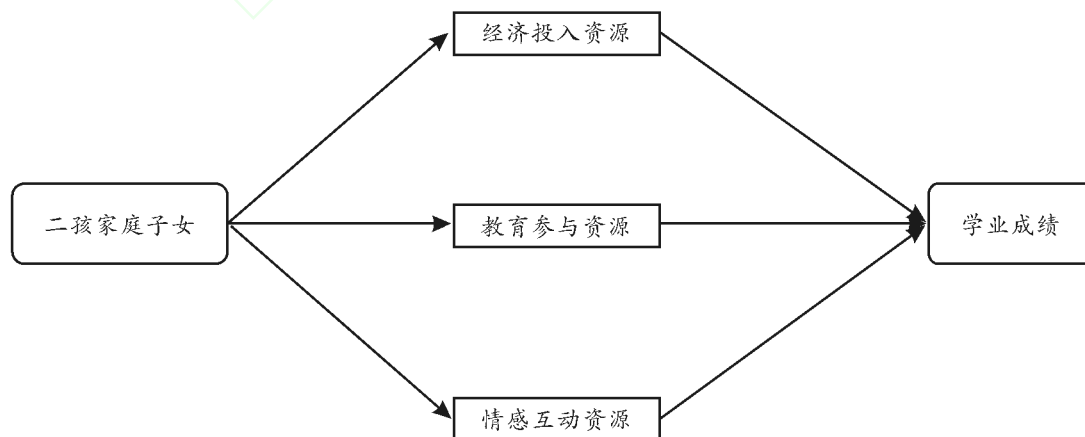 经济投入资源
二孩家庭子女
教育参与资源
学业成绩
情感互动资源